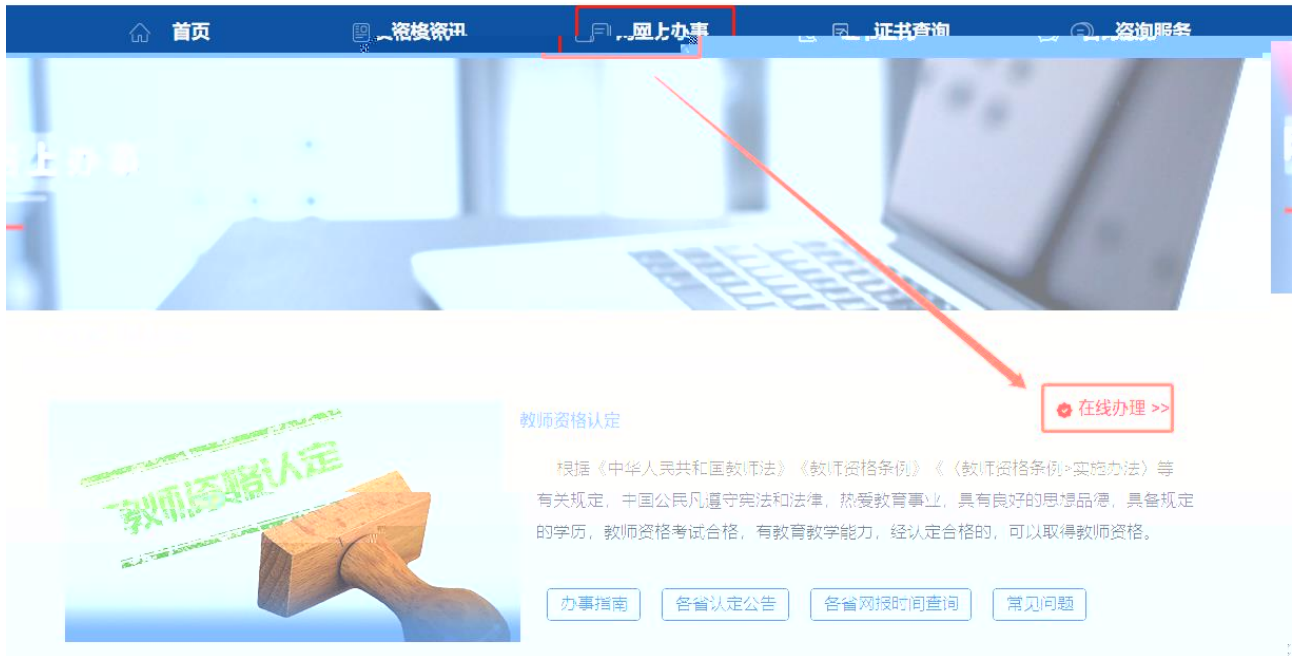 首页 资格资讯 网上办事 证书查询 咨询服务
上办事
教师资格认定
在线办理 >>
教师资格认定
根据《中华人民共和国教师法》《教师资格条例》《〈教师资格条例>实施办法〉等
有关规定，中国公民凡遵守宪法和法律，热爱教育事业，具有良好的思想品德，具备规定
的学历，教师资格考试合格，有教育教学能力，经认定合格的，可以取得教师资格。
办事指南 各省认定公告 各省网报时间查询 常见问题